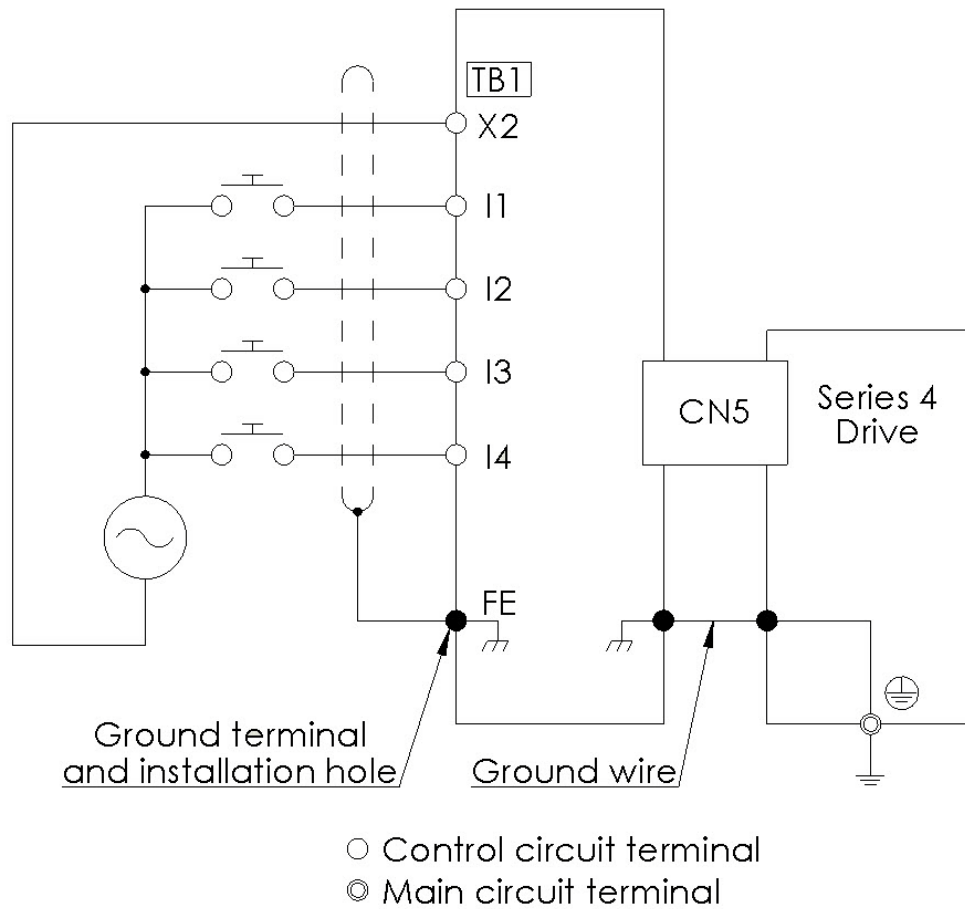 TB1
X2
I1
I2
I3
I4
CN5
Series 4
Drive
FE
Ground terminal
and installation hole
Ground wire
Control circuit terminal
Main circuit terminal